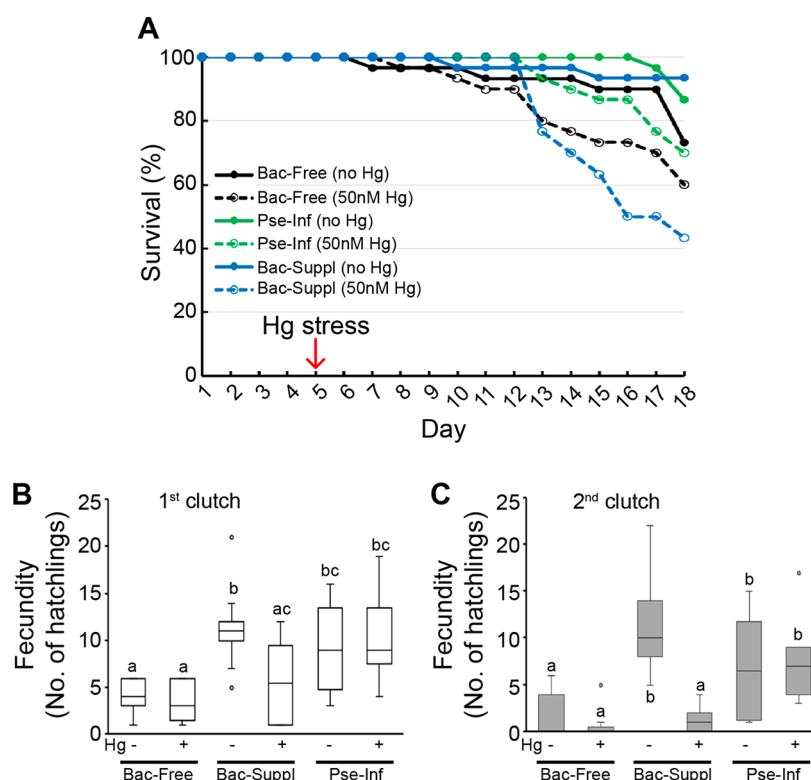 A
Survival (%)
100
80
60
40
20
0
Bac-Free (no Hg)
Bac-Free (50nM Hg)
Pse-Inf (no Hg)
Pse-Inf (50nM Hg)
Bac-Suppl (no Hg)
Bac-Suppl (50nM Hg)
Hg stress
1 2 3 4 5 6 7 8 9 10 11 12 13 14 15 16 17 18
Day
B
1st clutch
Fecundity
(No. of hatchlings)
25
20
15
10
5
0
a a b ac bc bc
Hg - + - + - +
Bac-Free Bac-Suppl Pse-Inf
C
2nd clutch
Fecundity
(No. of hatchlings)
25
20
15
10
5
0
a a b a b b
Hg - + - + - +
Bac-Free Bac-Suppl Pse-Inf